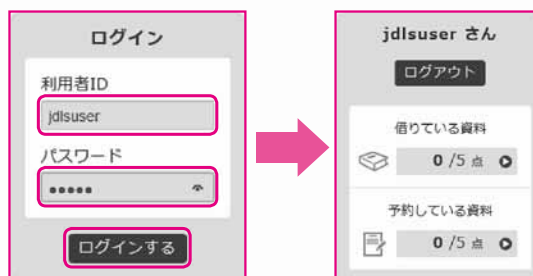 ログイン
利用者ID
jdlsuser
パスワード
●●●●●
ログインする
jdlsuser さん
ログアウト
借りている資料
0 /5 点
予約している資料
0 /5 点